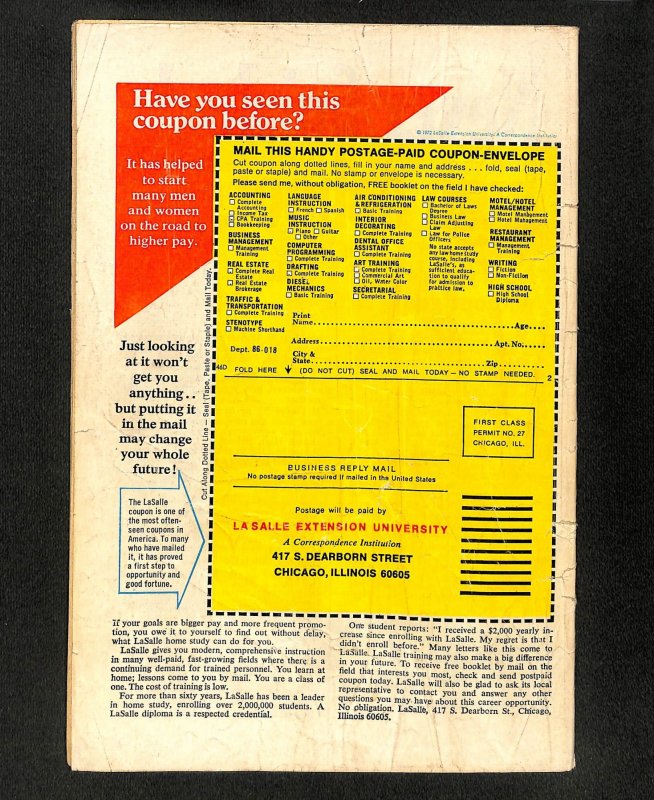 Have you seen this
coupon before?
© 1972 LaSalle Extension University, A Correspondence Institution
It has helped
to start
many men
and women
on the road to
higher pay.
MAIL THIS HANDY POSTAGE-PAID COUPON-ENVELOPE
Cut coupon along dotted lines, fill in your name and address . . . fold, seal (tape,
paste or staple) and mail. No stamp or envelope is necessary.
Please send me, without obligation, FREE booklet on the field I have checked:
ACCOUNTING
Complete
Accounting
Income Tax
CPA Training
Bookkeeping
BUSINESS
MANAGEMENT
Management
Training
REAL ESTATE
Complete Real
Estate
Real Estate
Brokerage
TRAFFIC &
TRANSPORTATION
Complete Training
STENOTYPE
Machine Shorthand
LANGUAGE
INSTRUCTION
French Spanish
MUSIC
INSTRUCTION
Piano Guitar
Other
COMPUTER
PROGRAMMING
Complete Training
DRAFTING
Complete Training
DIESEL
MECHANICS
Basic Training
AIR CONDITIONING
& REFRIGERATION
Basic Training
INTERIOR
DECORATING
Complete Training
DENTAL OFFICE
ASSISTANT
Complete Training
ART TRAINING
Complete Training
Commercial Art
Oil, Water Color
SECRETARIAL
Complete Training
LAW COURSES
Bachelor of Laws
Degree
Business Law
Claim Adjusting
Law
Law for Police
Officers
No state accepts
any law home study
course, including
LaSalle's, as
sufficient educa-
tion to qualify
for admission to
practice law.
MOTEL/HOTEL
MANAGEMENT
Motel Management
Hotel Management
RESTAURANT
MANAGEMENT
Management
Training
WRITING
Fiction
Non-Fiction
HIGH SCHOOL
High School
Diploma
Print
Name Age
Address Apt. No.
Dept. 86-018
City &
State Zip
46D FOLD HERE (DO NOT CUT) SEAL AND MAIL TODAY — NO STAMP NEEDED. 2
Cut Along Dotted Line — Seal (Tape, Paste or Staple) and Mail Today.
Just looking
at it won't
get you
anything . .
but putting it
in the mail
may change
your whole
future!
The LaSalle
coupon is one of
the most often-
seen coupons in
America. To many
who have mailed
it, it has proved
a first step to
opportunity and
good fortune.
FIRST CLASS
PERMIT NO. 27
CHICAGO, ILL.
BUSINESS REPLY MAIL
No postage stamp required if mailed in the United States
Postage will be paid by
LA SALLE EXTENSION UNIVERSITY
A Correspondence Institution
417 S. DEARBORN STREET
CHICAGO, ILLINOIS 60605
If your goals are bigger pay and more frequent promo-
tion, you owe it to yourself to find out without delay,
what LaSalle home study can do for you.
LaSalle gives you modern, comprehensive instruction
in many well-paid, fast-growing fields where there is a
continuing demand for trained personnel. You learn at
home; lessons come to you by mail. You are a class of
one. The cost of training is low.
For more than sixty years, LaSalle has been a leader
in home study, enrolling over 2,000,000 students. A
LaSalle diploma is a respected credential.
One student reports: "I received a $2,000 yearly in-
crease since enrolling with LaSalle. My regret is that I
didn't enroll before." Many letters like this come to
LaSalle. LaSalle training may also make a big difference
in your future. To receive free booklet by mail on the
field that interests you most, check and send postpaid
coupon today. LaSalle will also be glad to ask its local
representative to contact you and answer any other
questions you may have about this career opportunity.
No obligation. LaSalle, 417 S. Dearborn St., Chicago,
Illinois 60605.